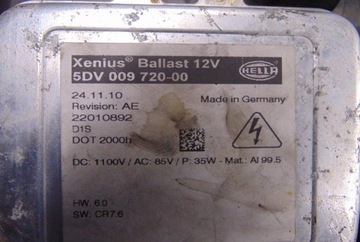 Xenius® Ballast 12V
5DV 009 720-00
HELLA
24.11.10
Made in Germany
Revision: AE
22010892
D1S
DOT 2000h
DC: 1100V / AC: 85V / P: 35W - Mat.: Al 99.5
HW: 6.0
SW: CR7.6